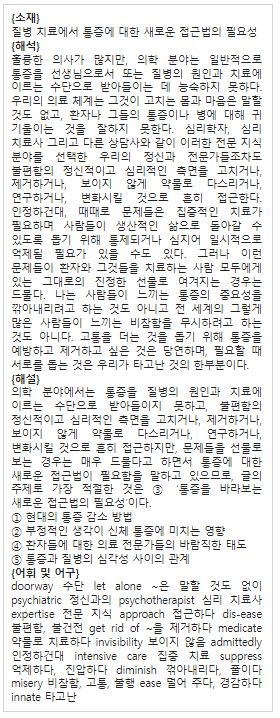 {소재}
질병 치료에서 통증에 대한 새로운 접근법의 필요성
{해석}
훌륭한 의사가 많지만, 의학 분야는 일반적으로
통증을 선생님으로서 또는 질병의 원인과 치료에
이르는 수단으로 받아들이는 데 능숙하지 못하다.
우리의 의료 체계는 그것이 고치는 몸과 마음은 말할
것도 없고, 환자나 그들의 통증이나 병에 대해 귀
기울이는 것을 잘하지 못한다. 심리학자, 심리
치료사 그리고 다른 상담사와 같이 이러한 전문 지식
분야를 선택한 우리의 정신과 전문가들조차도
불편함의 정신적이고 심리적인 측면을 고치거나,
제거하거나, 보이지 않게 약물로 다스리거나,
연구하거나, 변화시킬 것으로 흔히 접근한다.
인정하건대, 때때로 문제들은 집중적인 치료가
필요하며 사람들이 생산적인 삶으로 돌아갈 수
있도록 돕기 위해 통제되거나 심지어 일시적으로
억제될 필요가 있을 수도 있다. 그러나 이런
문제들이 환자와 그것들을 치료하는 사람 모두에게
있는 그대로의 진정한 선물로 여겨지는 경우는
드물다. 나는 사람들이 느끼는 통증의 중요성을
깎아내리려고 하는 것도 아니고 전 세계의 그렇게
많은 사람들이 느끼는 비참함을 무시하려고 하는
것도 아니다. 고통을 더는 것을 돕기 위해 통증을
예방하고 제거하고 싶은 것은 당연하며, 필요할 때
서로를 돕는 것은 우리가 타고난 것의 한부분이다.
{해설}
의학 분야에서는 통증을 질병의 원인과 치료에
이르는 수단으로 받아들이지 못하고, 불편함의
정신적이고 심리적인 측면을 고치거나, 제거하거나,
보이지 않게 약물로 다스리거나, 연구하거나,
변화시킬 것으로 흔히 접근하지만, 문제들을 선물로
보는 경우는 매우 드물다고 하면서 통증에 대한
새로운 접근법이 필요함을 말하고 있으므로, 글의
주제로 가장 적절한 것은 ③ ‘통증을 바라보는
새로운 접근법의 필요성’이다.
① 현대의 통증 감소 방법
② 부정적인 생각이 신체 통증에 미치는 영향
④ 환자들에 대한 의료 전문가들의 바람직한 태도
⑤ 통증과 질병의 심각성 사이의 관계
{어휘 및 어구}
doorway 수단 let alone ~은 말할 것도 없이
psychiatric 정신과의 psychotherapist 심리 치료사
expertise 전문 지식 approach 접근하다 dis-ease
불편함, 불건전 get rid of ~을 제거하다 medicate
약물로 치료하다 invisibility 보이지 않음 admittedly
인정하건대 intensive care 집중 치료 suppress
억제하다, 진압하다 diminish 깎아내리다, 줄이다
misery 비참함, 고통, 불행 ease 덜어 주다, 경감하다
innate 타고난